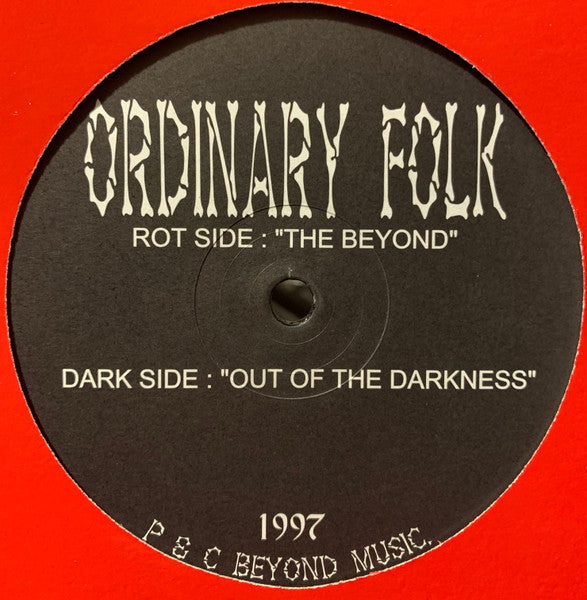 ORDINARY FOLK
ROT SIDE : "THE BEYOND"
DARK SIDE : "OUT OF THE DARKNESS"
1997
P & C BEYOND MUSIC.